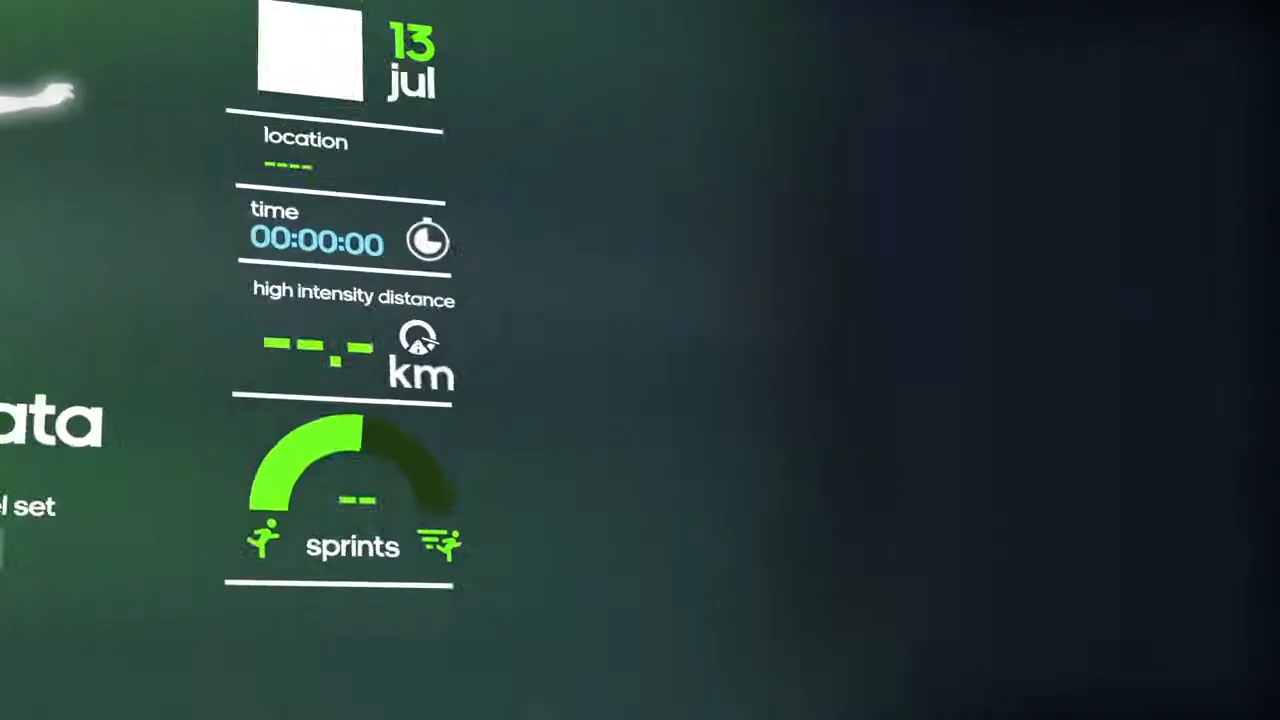 13
jul
location
----
time
00:00:00
high intensity distance
--.-
km
ata
l set
--
sprints